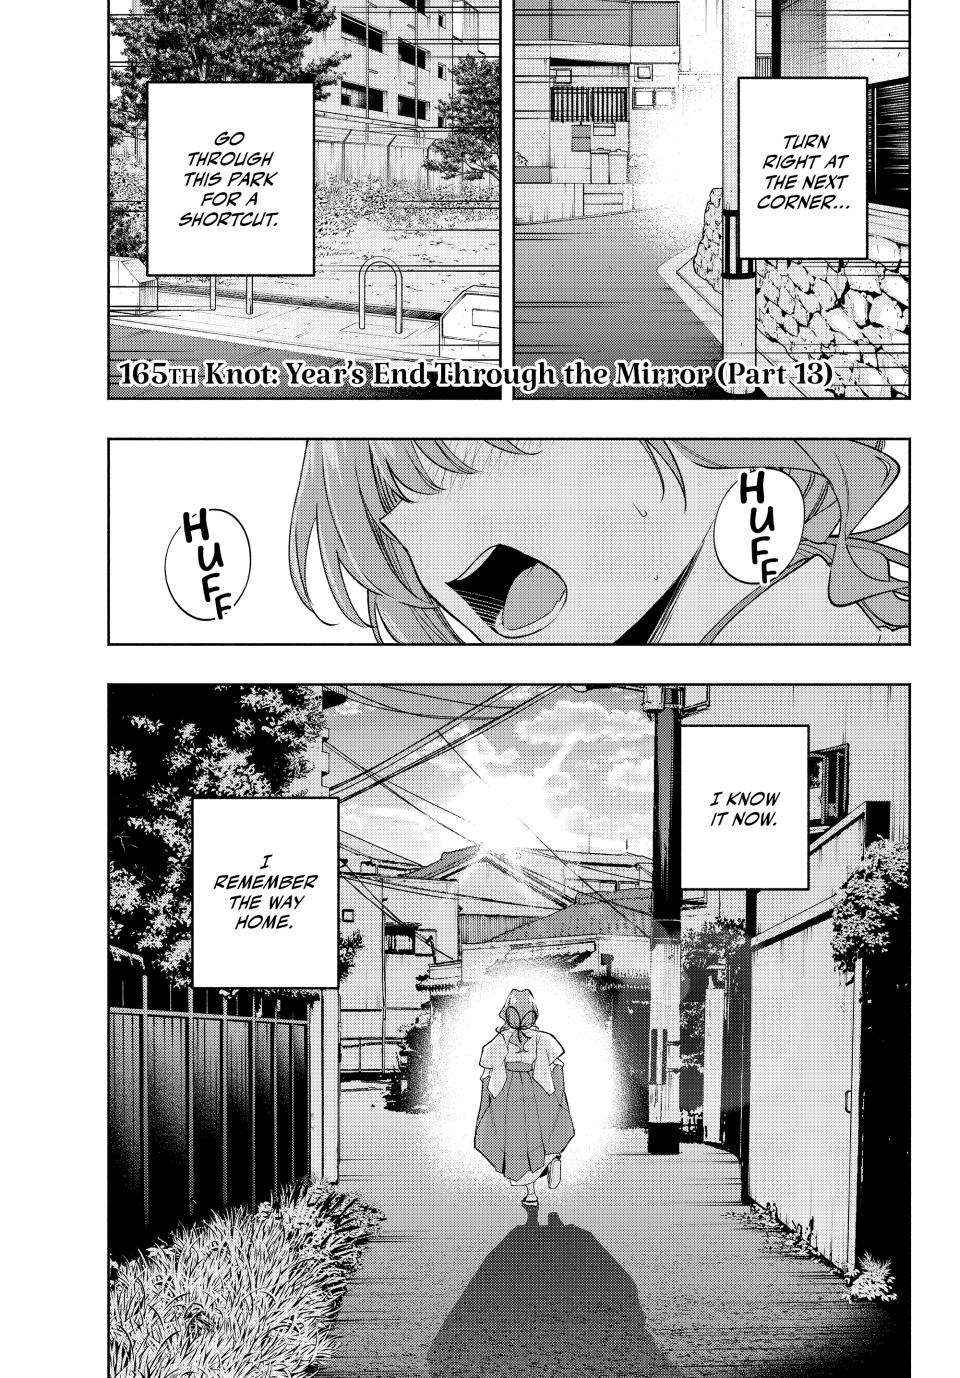 TURN
RIGHT AT
THE NEXT
CORNER...
GO
THROUGH
THIS PARK
FOR A
SHORTCUT.
165TH Knot: Year's End Through the Mirror (Part 13)
HUFF
HUFF
I KNOW
IT NOW.
I
REMEMBER
THE WAY
HOME.